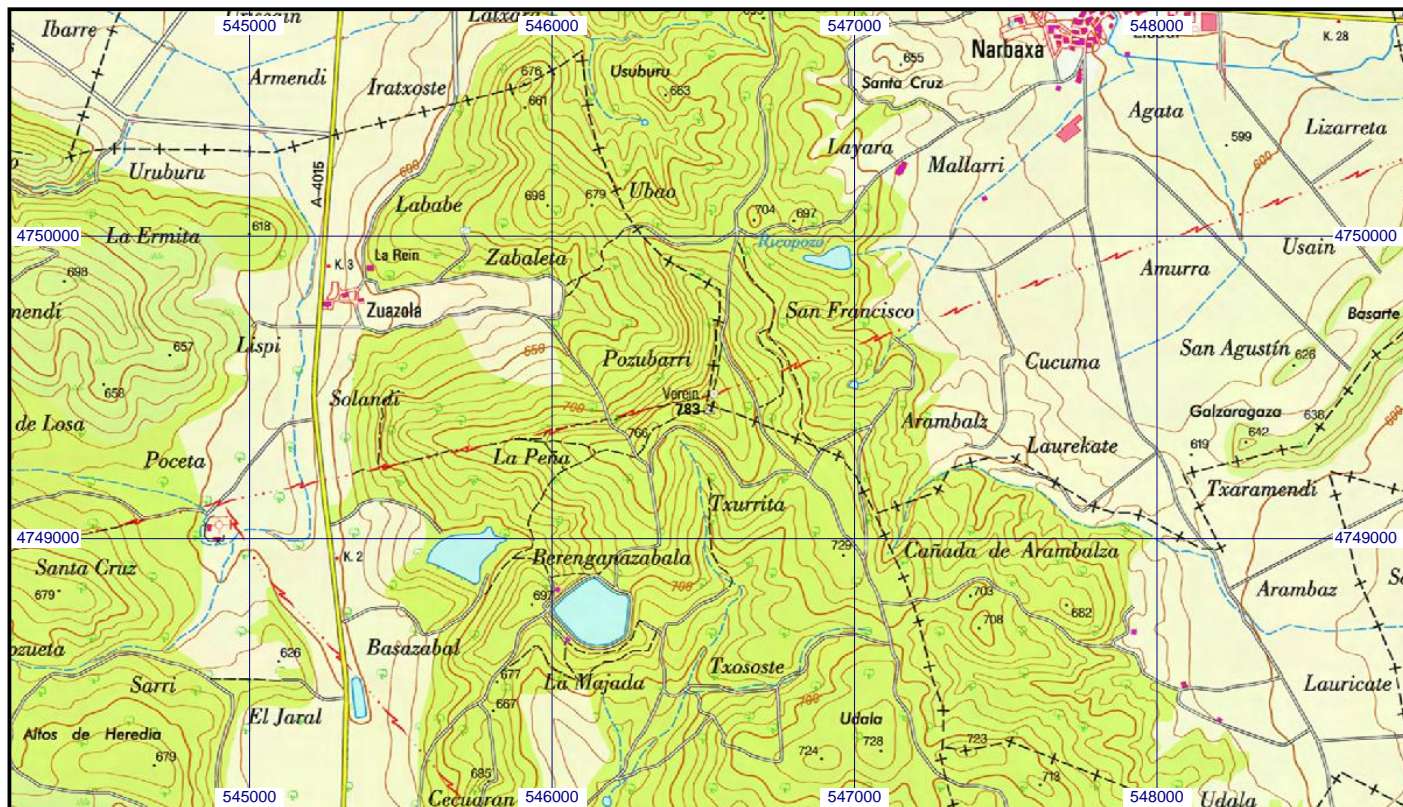 545000 546000 547000 548000
Ibarre
Latxara
Narbaxa
K. 28
655
Armendi
Iratxoste
676
661
Usuburu
663
Santa Cruz
Agata
599
Lizarreta
600
Uruburu
A-4015
600
Layara
Mallarri
Lababe
698
679
Ubao
704
697
4750000
La Ermita
618
Ricopozo
Usain
4750000
La Rein
K. 3
Zabaleta
Amurra
698
Zuazola
San Francisco
Basarte
Lispi
650
657
Pozubarri
Cucuma
San Agustín
626
658
Solandi
Verein
783
700
Galzaragaza
638
600
de Losa
766
Arambalz
642
Laurekate
619
Poceta
La Peña
Txaramendi
Txurrita
4749000
4749000
K. 2
729
Cañada de Arambalza
Santa Cruz
Berenganazabala
700
679
697
703
682
708
Arambaz
Basazabal
626
677
Txososte
Sarri
La Majada
Lauricate
667
700
El Jaral
Udala
Altos de Heredia
723
724
728
679
685
713
Cecuaran
Udala
545000 546000 547000 548000